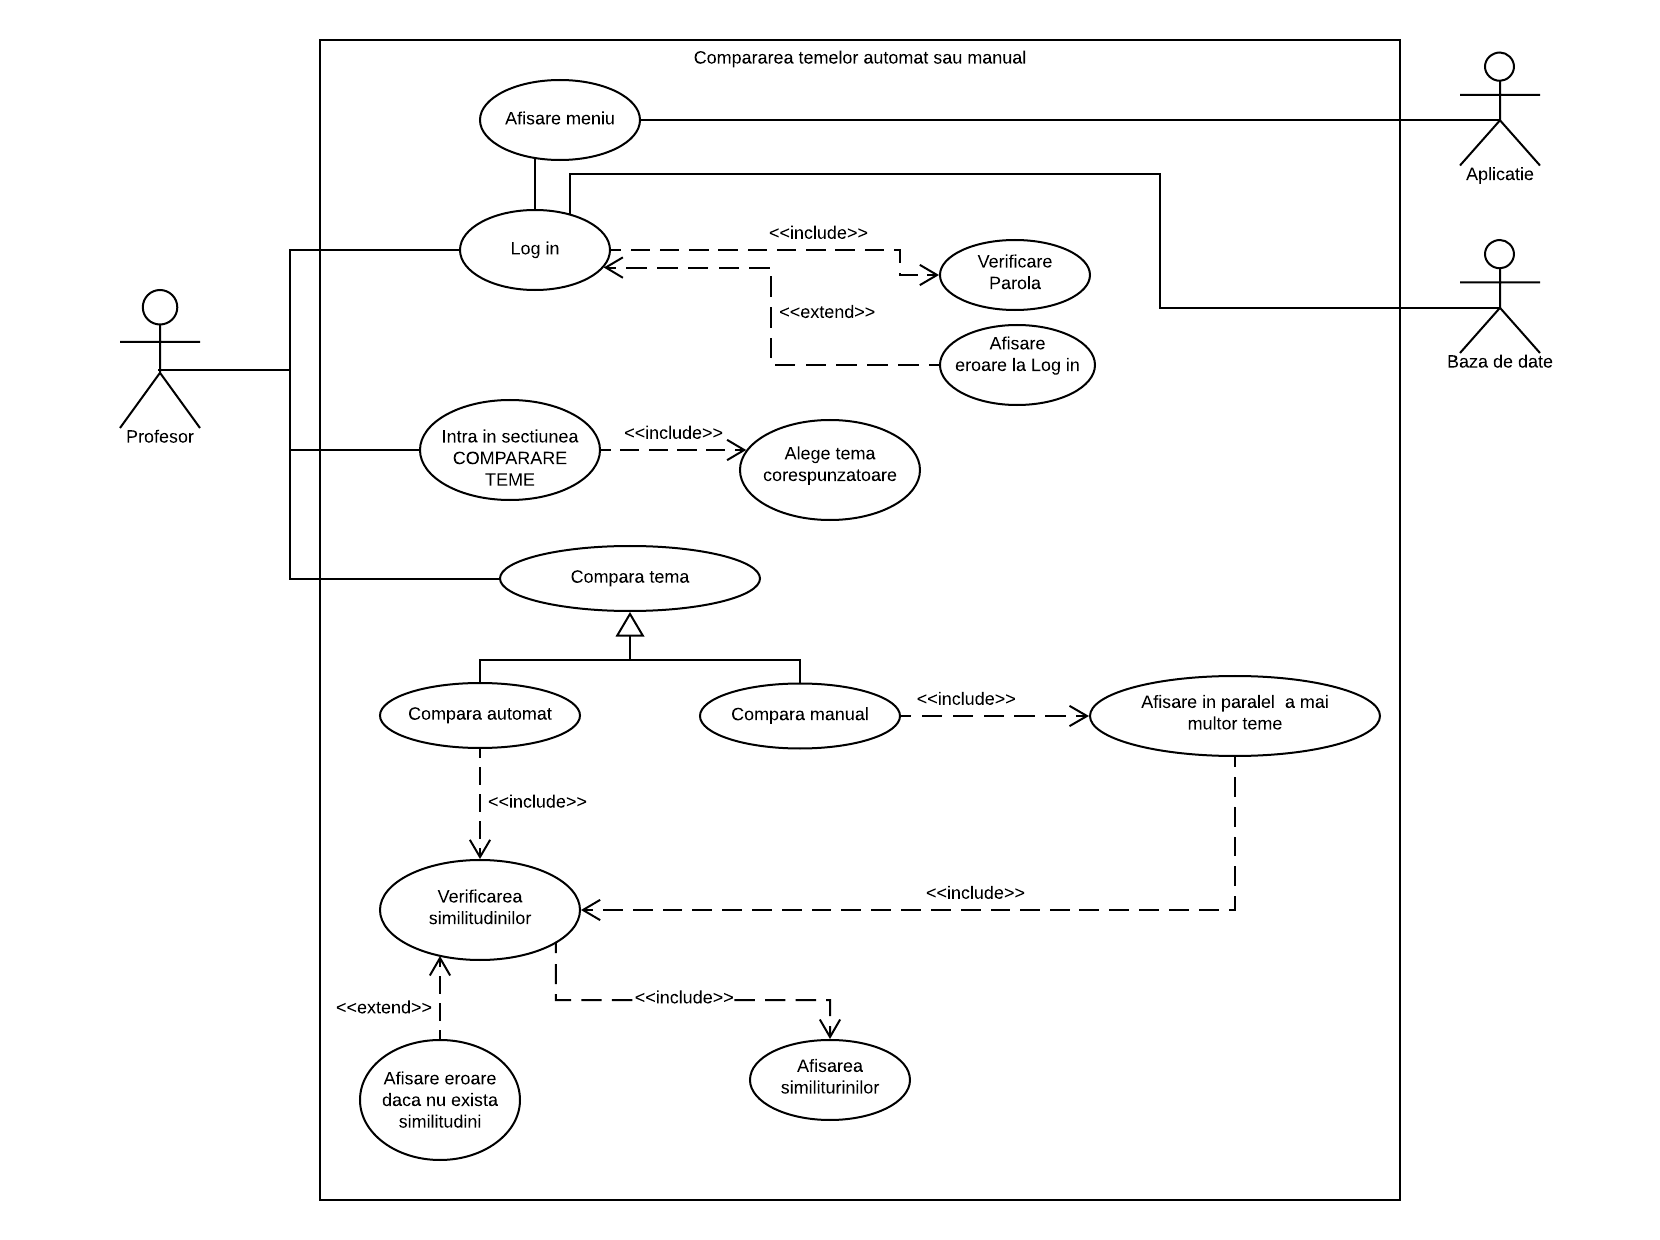 Compararea temelor automat sau manual
Afisare meniu
Aplicatie
Log in
<<include>>
Verificare
Parola
<<extend>>
Afisare
eroare la Log in
Baza de date
Profesor
Intra in sectiunea
COMPARARE
TEME
<<include>>
Alege tema
corespunzatoare
Compara tema
Compara automat
Compara manual
<<include>>
Afisare in paralel  a mai
multor teme
<<include>>
Verificarea
similitudinilor
<<include>>
<<extend>>
<<include>>
Afisare eroare
daca nu exista
similitudini
Afisarea
similiturinilor